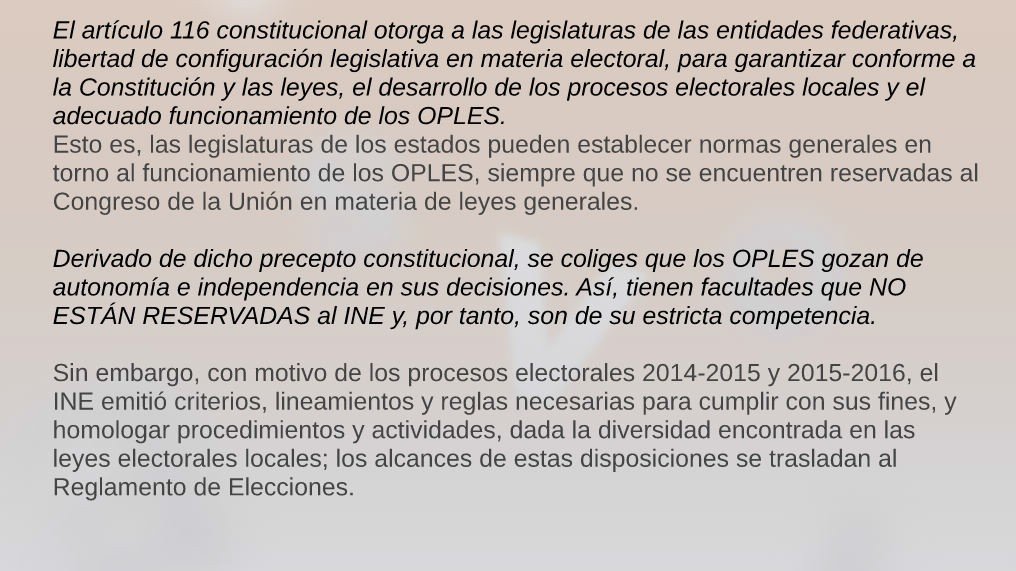 El artículo 116 constitucional otorga a las legislaturas de las entidades federativas,
libertad de configuración legislativa en materia electoral, para garantizar conforme a
la Constitución y las leyes, el desarrollo de los procesos electorales locales y el
adecuado funcionamiento de los OPLES.
Esto es, las legislaturas de los estados pueden establecer normas generales en
torno al funcionamiento de los OPLES, siempre que no se encuentren reservadas al
Congreso de la Unión en materia de leyes generales.
Derivado de dicho precepto constitucional, se coliges que los OPLES gozan de
autonomía e independencia en sus decisiones. Así, tienen facultades que NO
ESTÁN RESERVADAS al INE y, por tanto, son de su estricta competencia.
Sin embargo, con motivo de los procesos electorales 2014-2015 y 2015-2016, el
INE emitió criterios, lineamientos y reglas necesarias para cumplir con sus fines, y
homologar procedimientos y actividades, dada la diversidad encontrada en las
leyes electorales locales; los alcances de estas disposiciones se trasladan al
Reglamento de Elecciones.